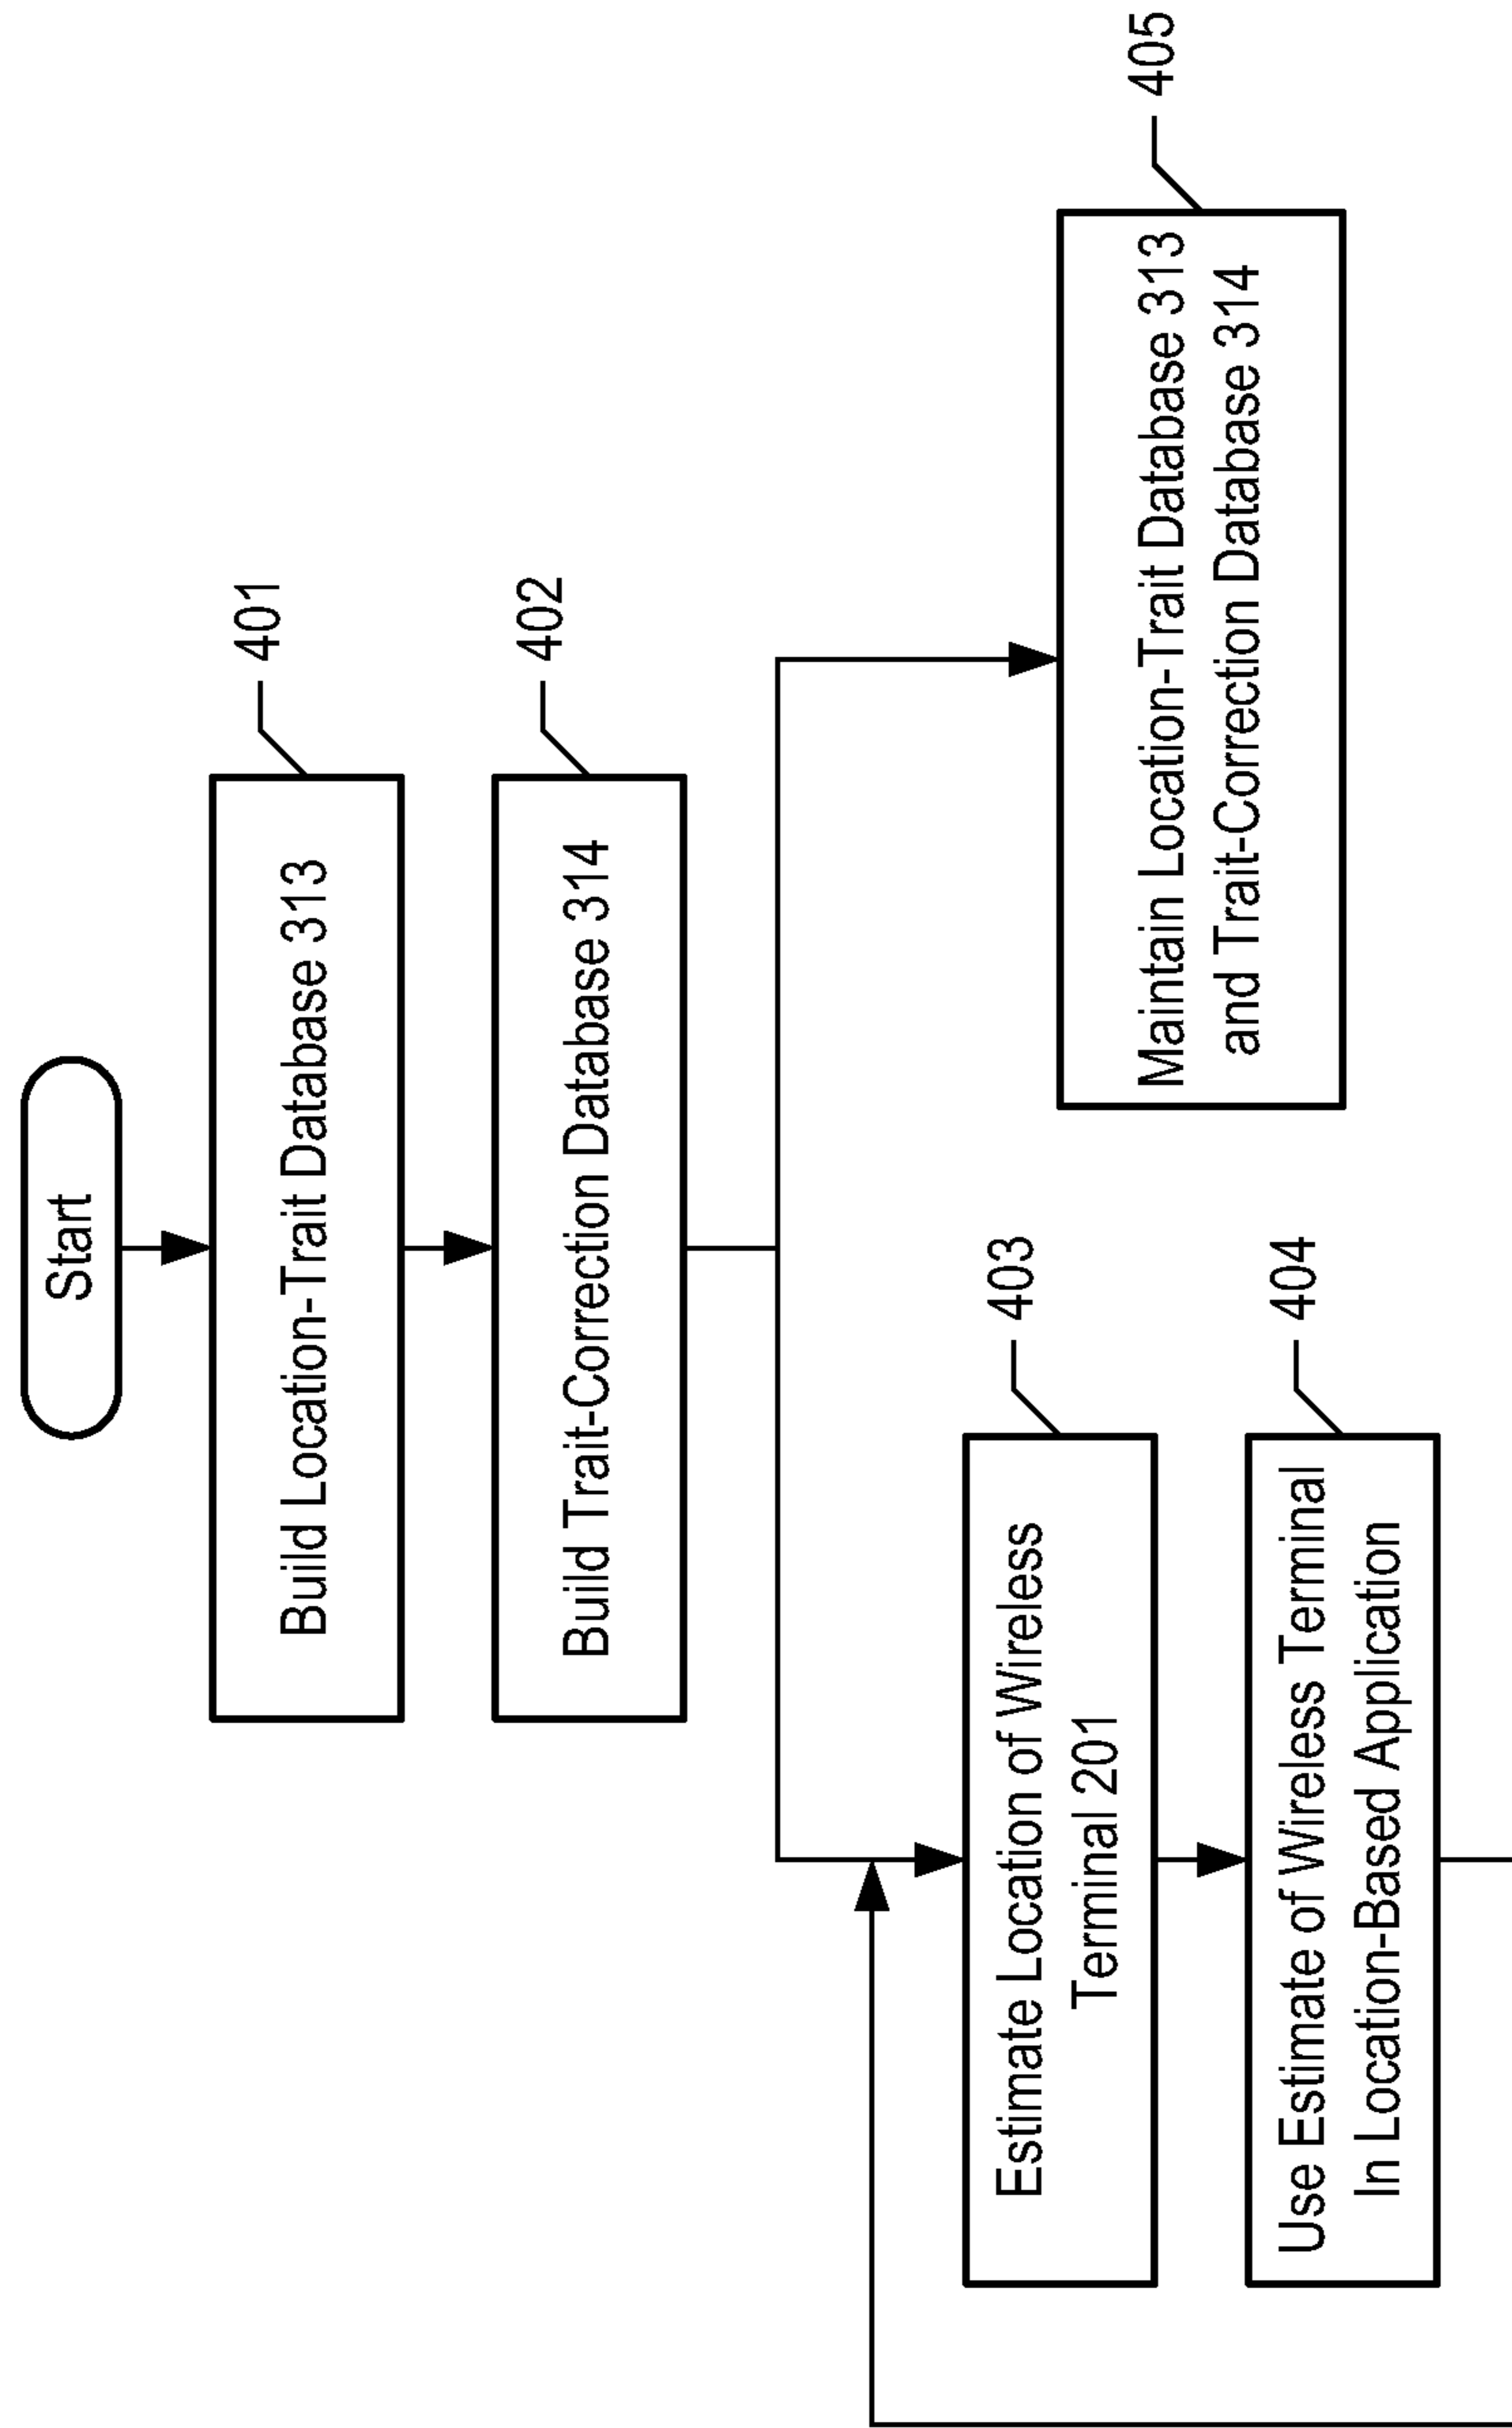 Start
Build Location-Trait Database 313
401
Build Trait-Correction Database 314
402
Estimate Location of Wireless
Terminal 201
403
Use Estimate of Wireless Terminal
In Location-Based Application
404
Maintain Location-Trait Database 313
and Trait-Correction Database 314
405